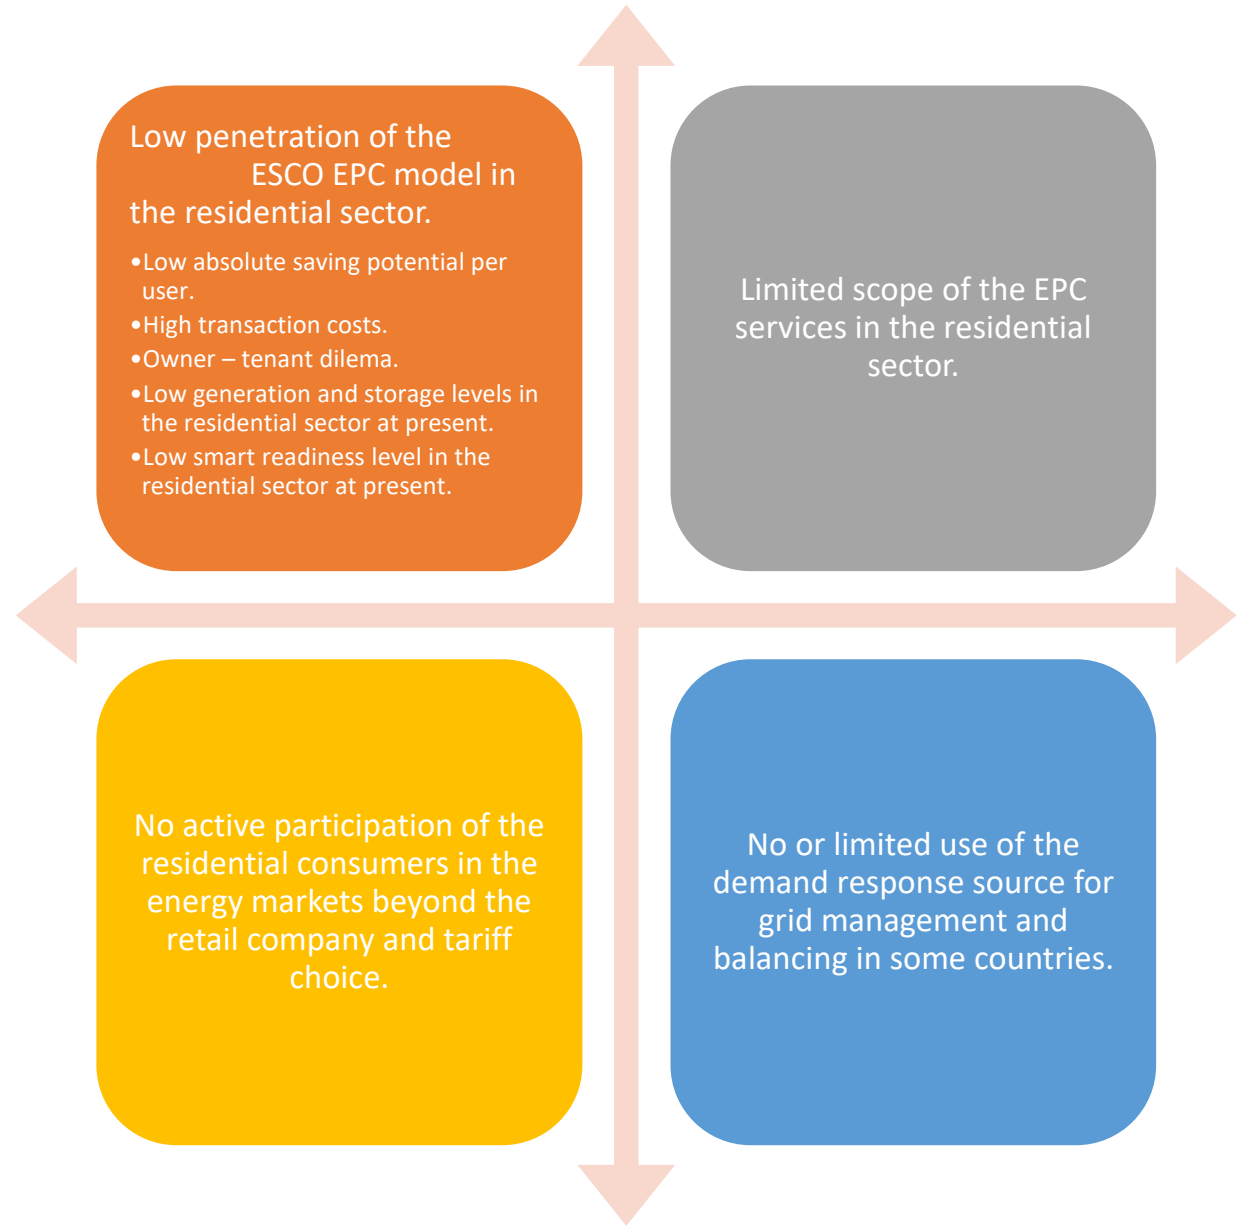 Low penetration of the
ESCO EPC model in
the residential sector.
•Low absolute saving potential per
user.
•High transaction costs.
•Owner – tenant dilema.
•Low generation and storage levels in
the residential sector at present.
•Low smart readiness level in the
residential sector at present.
Limited scope of the EPC
services in the residential
sector.
No active participation of the
residential consumers in the
energy markets beyond the
retail company and tariff
choice.
No or limited use of the
demand response source for
grid management and
balancing in some countries.